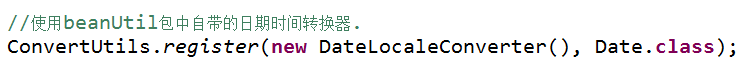 //使用beanUtil包中自带的日期时间转换器.
ConvertUtils.register(new DateLocaleConverter(), Date.class);